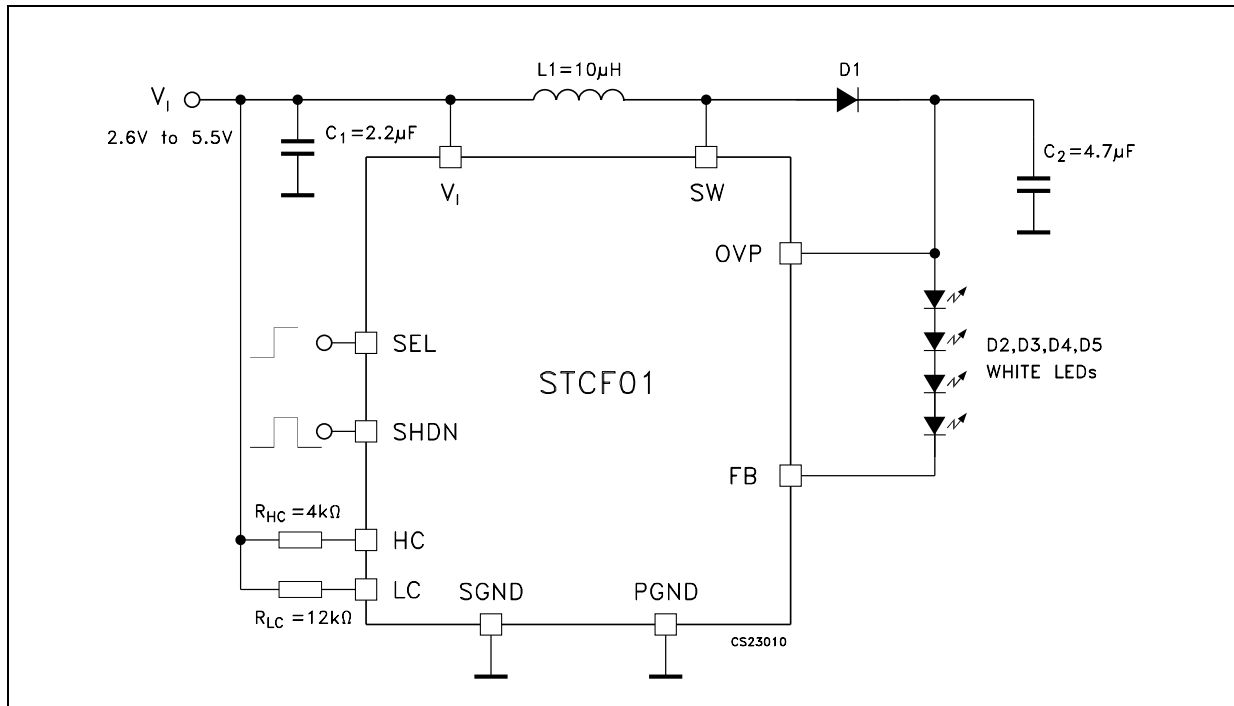 L1=10µH
D1
V_I
2.6V to 5.5V
C_1=2.2µF
C_2=4.7µF
V_I
SW
OVP
SEL
D2,D3,D4,D5
WHITE LEDs
STCF01
SHDN
FB
R_HC=4kΩ
HC
LC
SGND
PGND
R_LC=12kΩ
CS23010